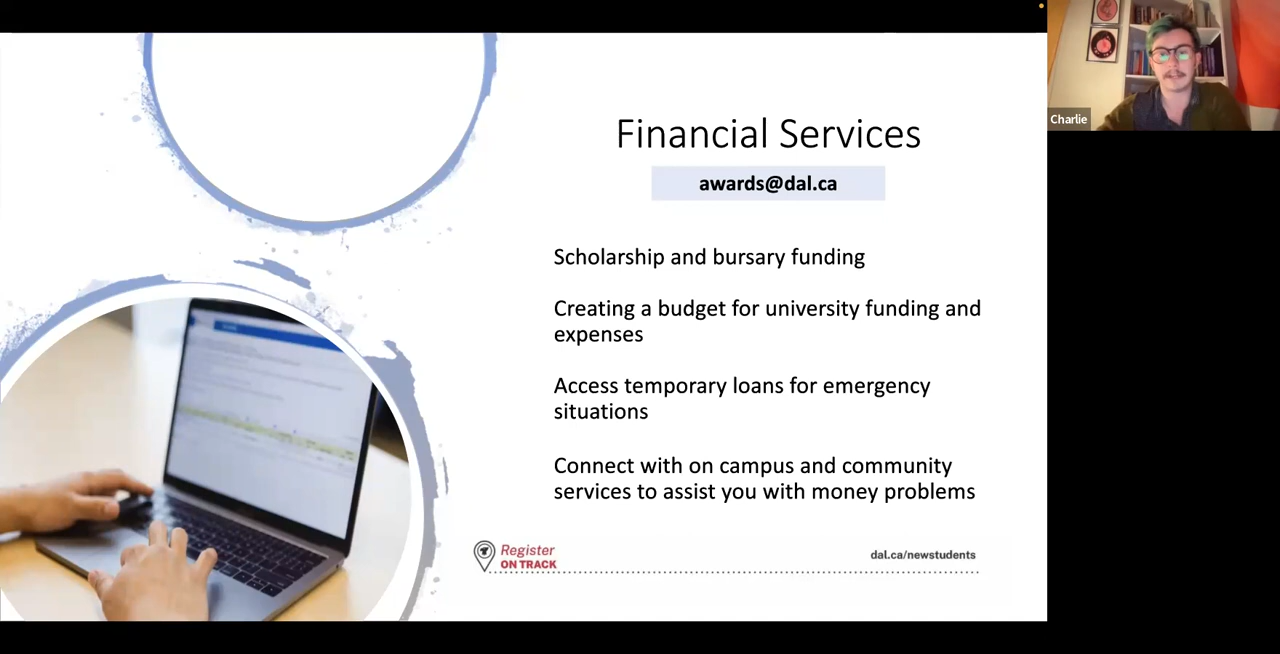 Financial Services
awards@dal.ca
Scholarship and bursary funding
Creating a budget for university funding and
expenses
Access temporary loans for emergency
situations
Connect with on campus and community
services to assist you with money problems
Register
ON TRACK
dal.ca/newstudents
Charlie